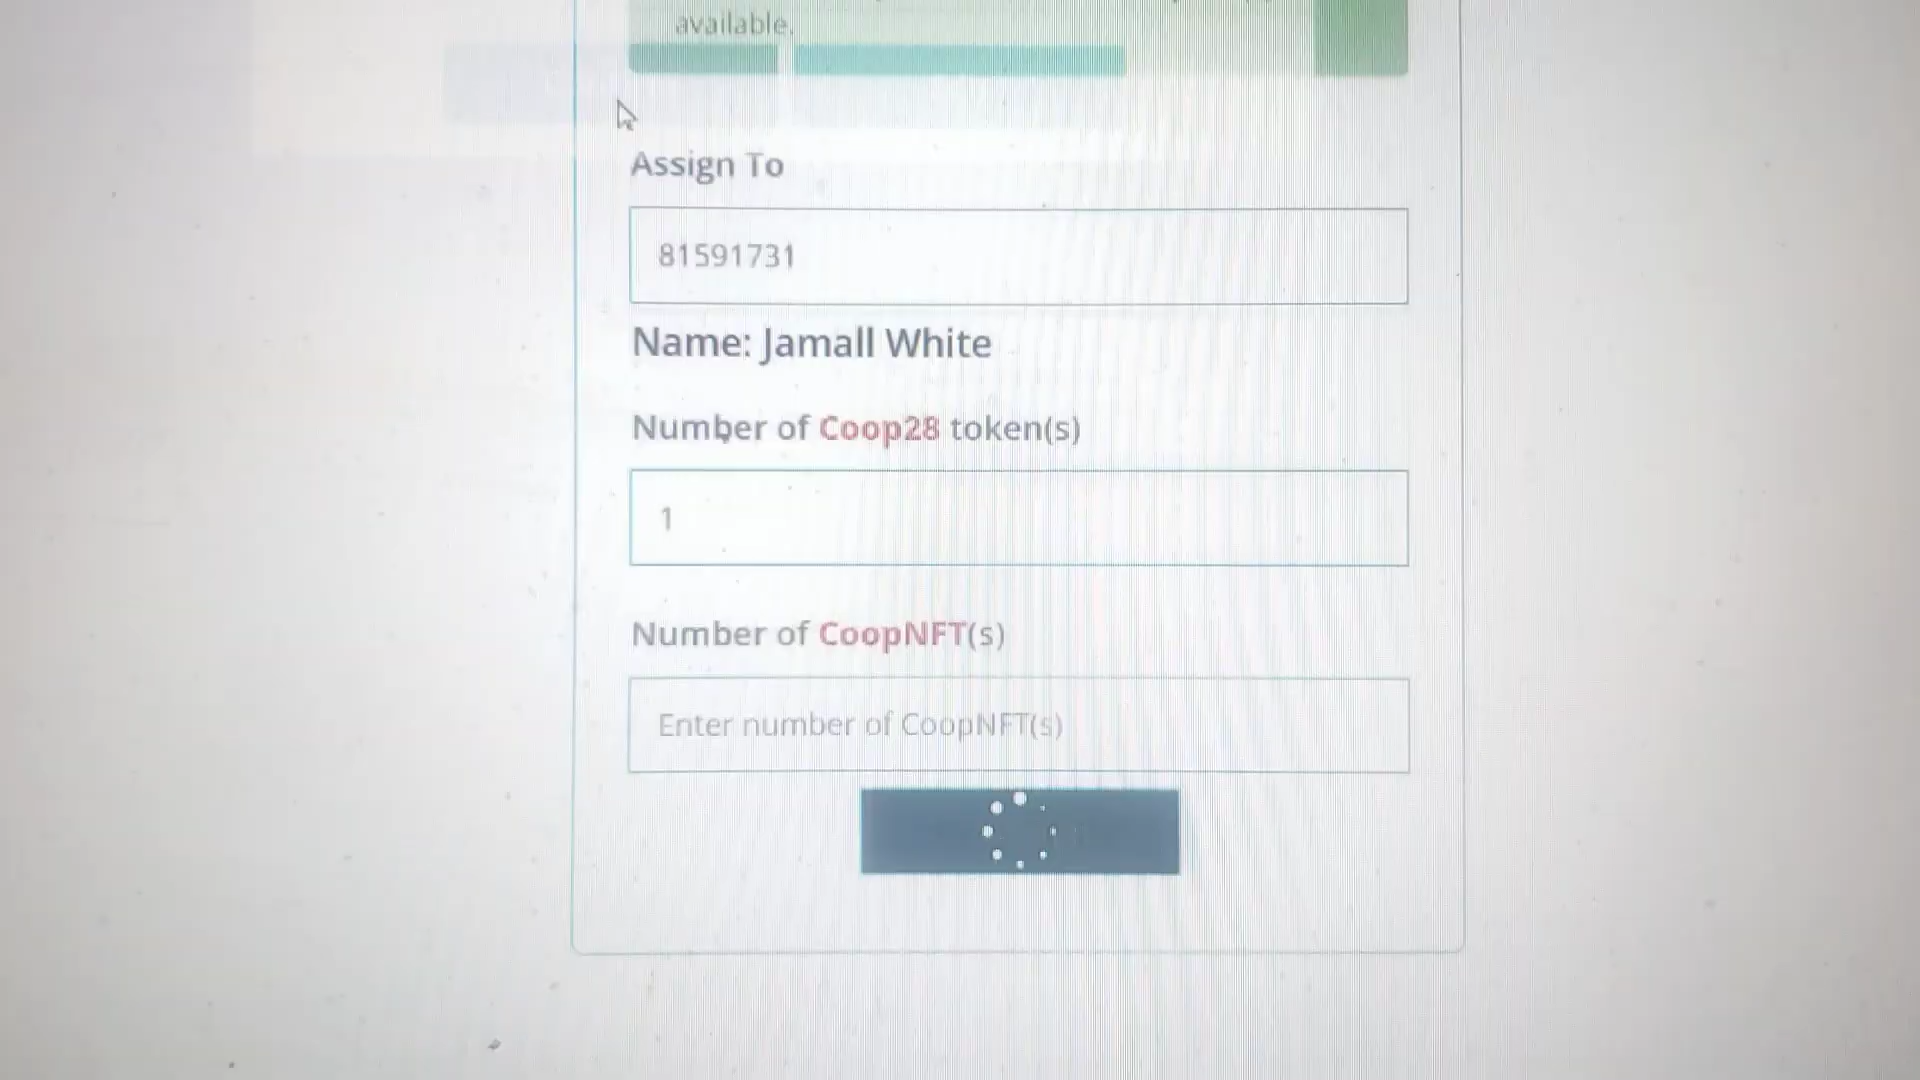 available.
Assign To
81591731
Name: Jamall White
Number of Coop28 token(s)
1
Number of CoopNFT(s)
Enter number of CoopNFT(s)